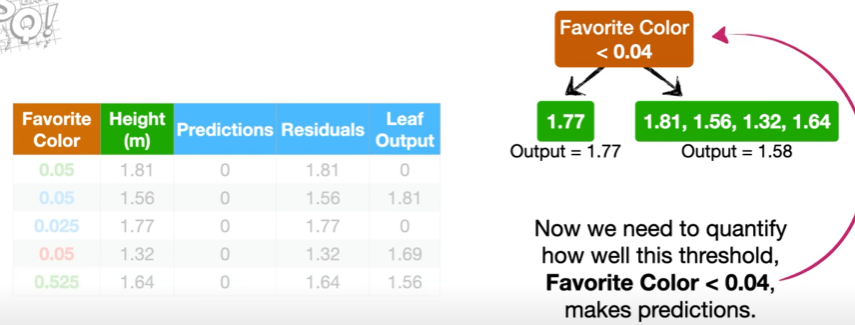 SQ!
Favorite Color
< 0.04
1.77
1.81, 1.56, 1.32, 1.64
Output = 1.77
Output = 1.58
Favorite Color
Height (m)
Predictions
Residuals
Leaf Output
0.05 1.81 0 1.81 0
0.05 1.56 0 1.56 1.81
0.025 1.77 0 1.77 0
0.05 1.32 0 1.32 1.69
0.525 1.64 0 1.64 1.56
Now we need to quantify
how well this threshold,
Favorite Color < 0.04,
makes predictions.